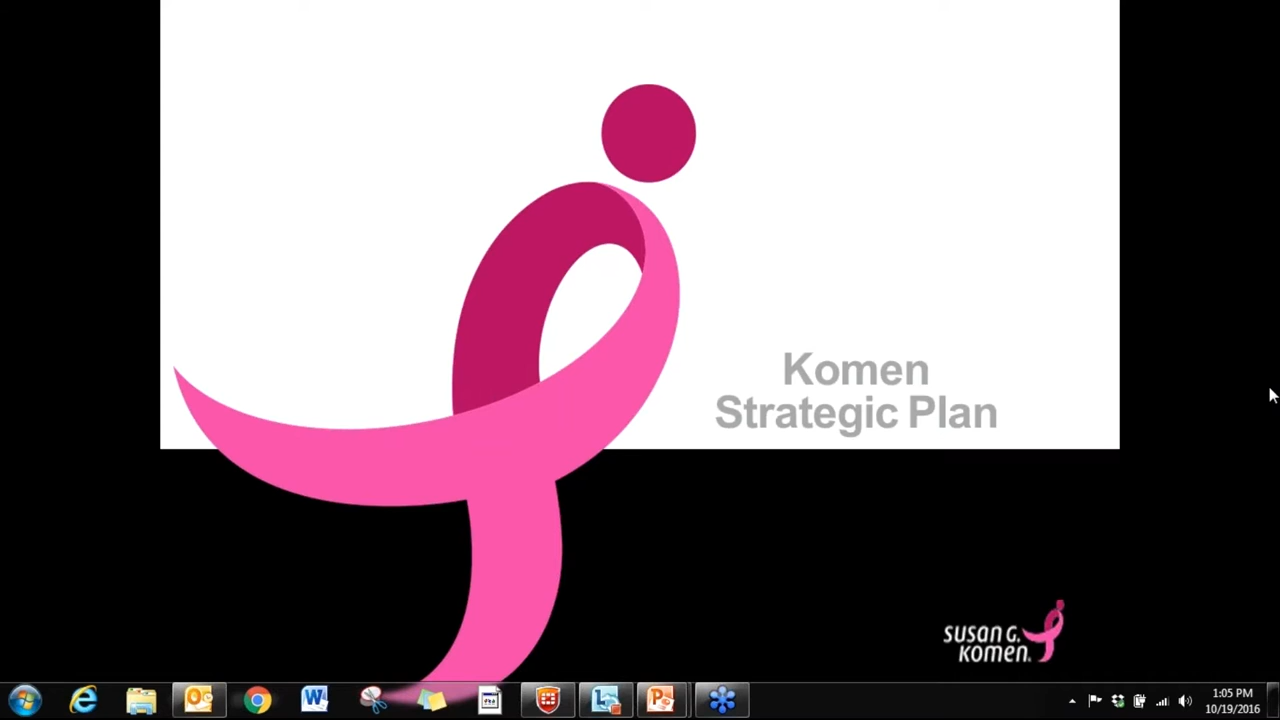 Komen
Strategic Plan
susan g.
komen.
1:05 PM
10/19/2016